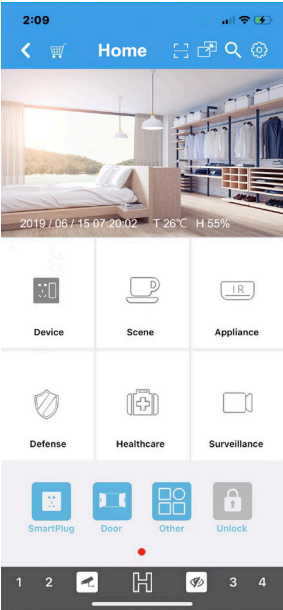 2:09
Home
2019 / 06 / 15 07:20:02 T 26℃ H 55%
Device Scene Appliance
IR
Defense Healthcare Surveillance
SmartPlug Door Other Unlock
1 2 H 3 4